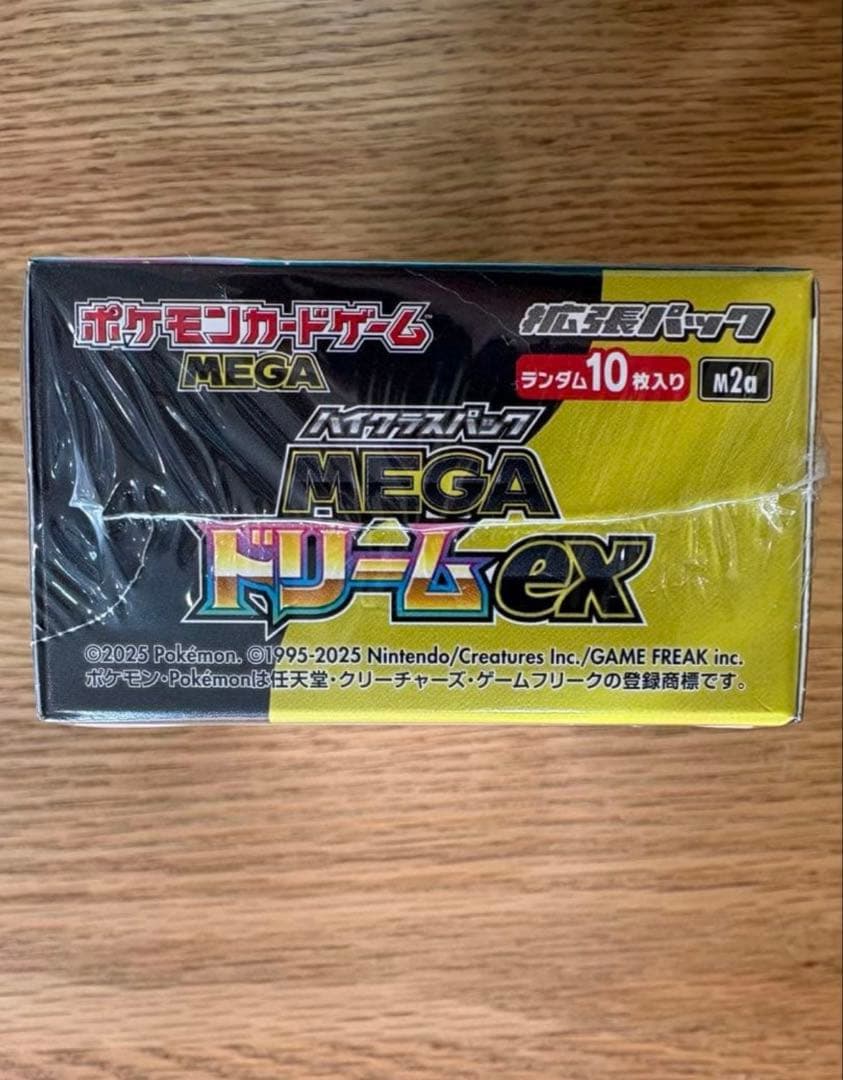 ポケモンカードゲーム™
MEGA
拡張パック
ランダム10枚入り
M2a
ハイクラスパック
MEGA
ドリームex
©2025 Pokémon. ©1995-2025 Nintendo/Creatures Inc./GAME FREAK inc.
ポケモン・Pokémonは任天堂・クリーチャーズ・ゲームフリークの登録商標です。